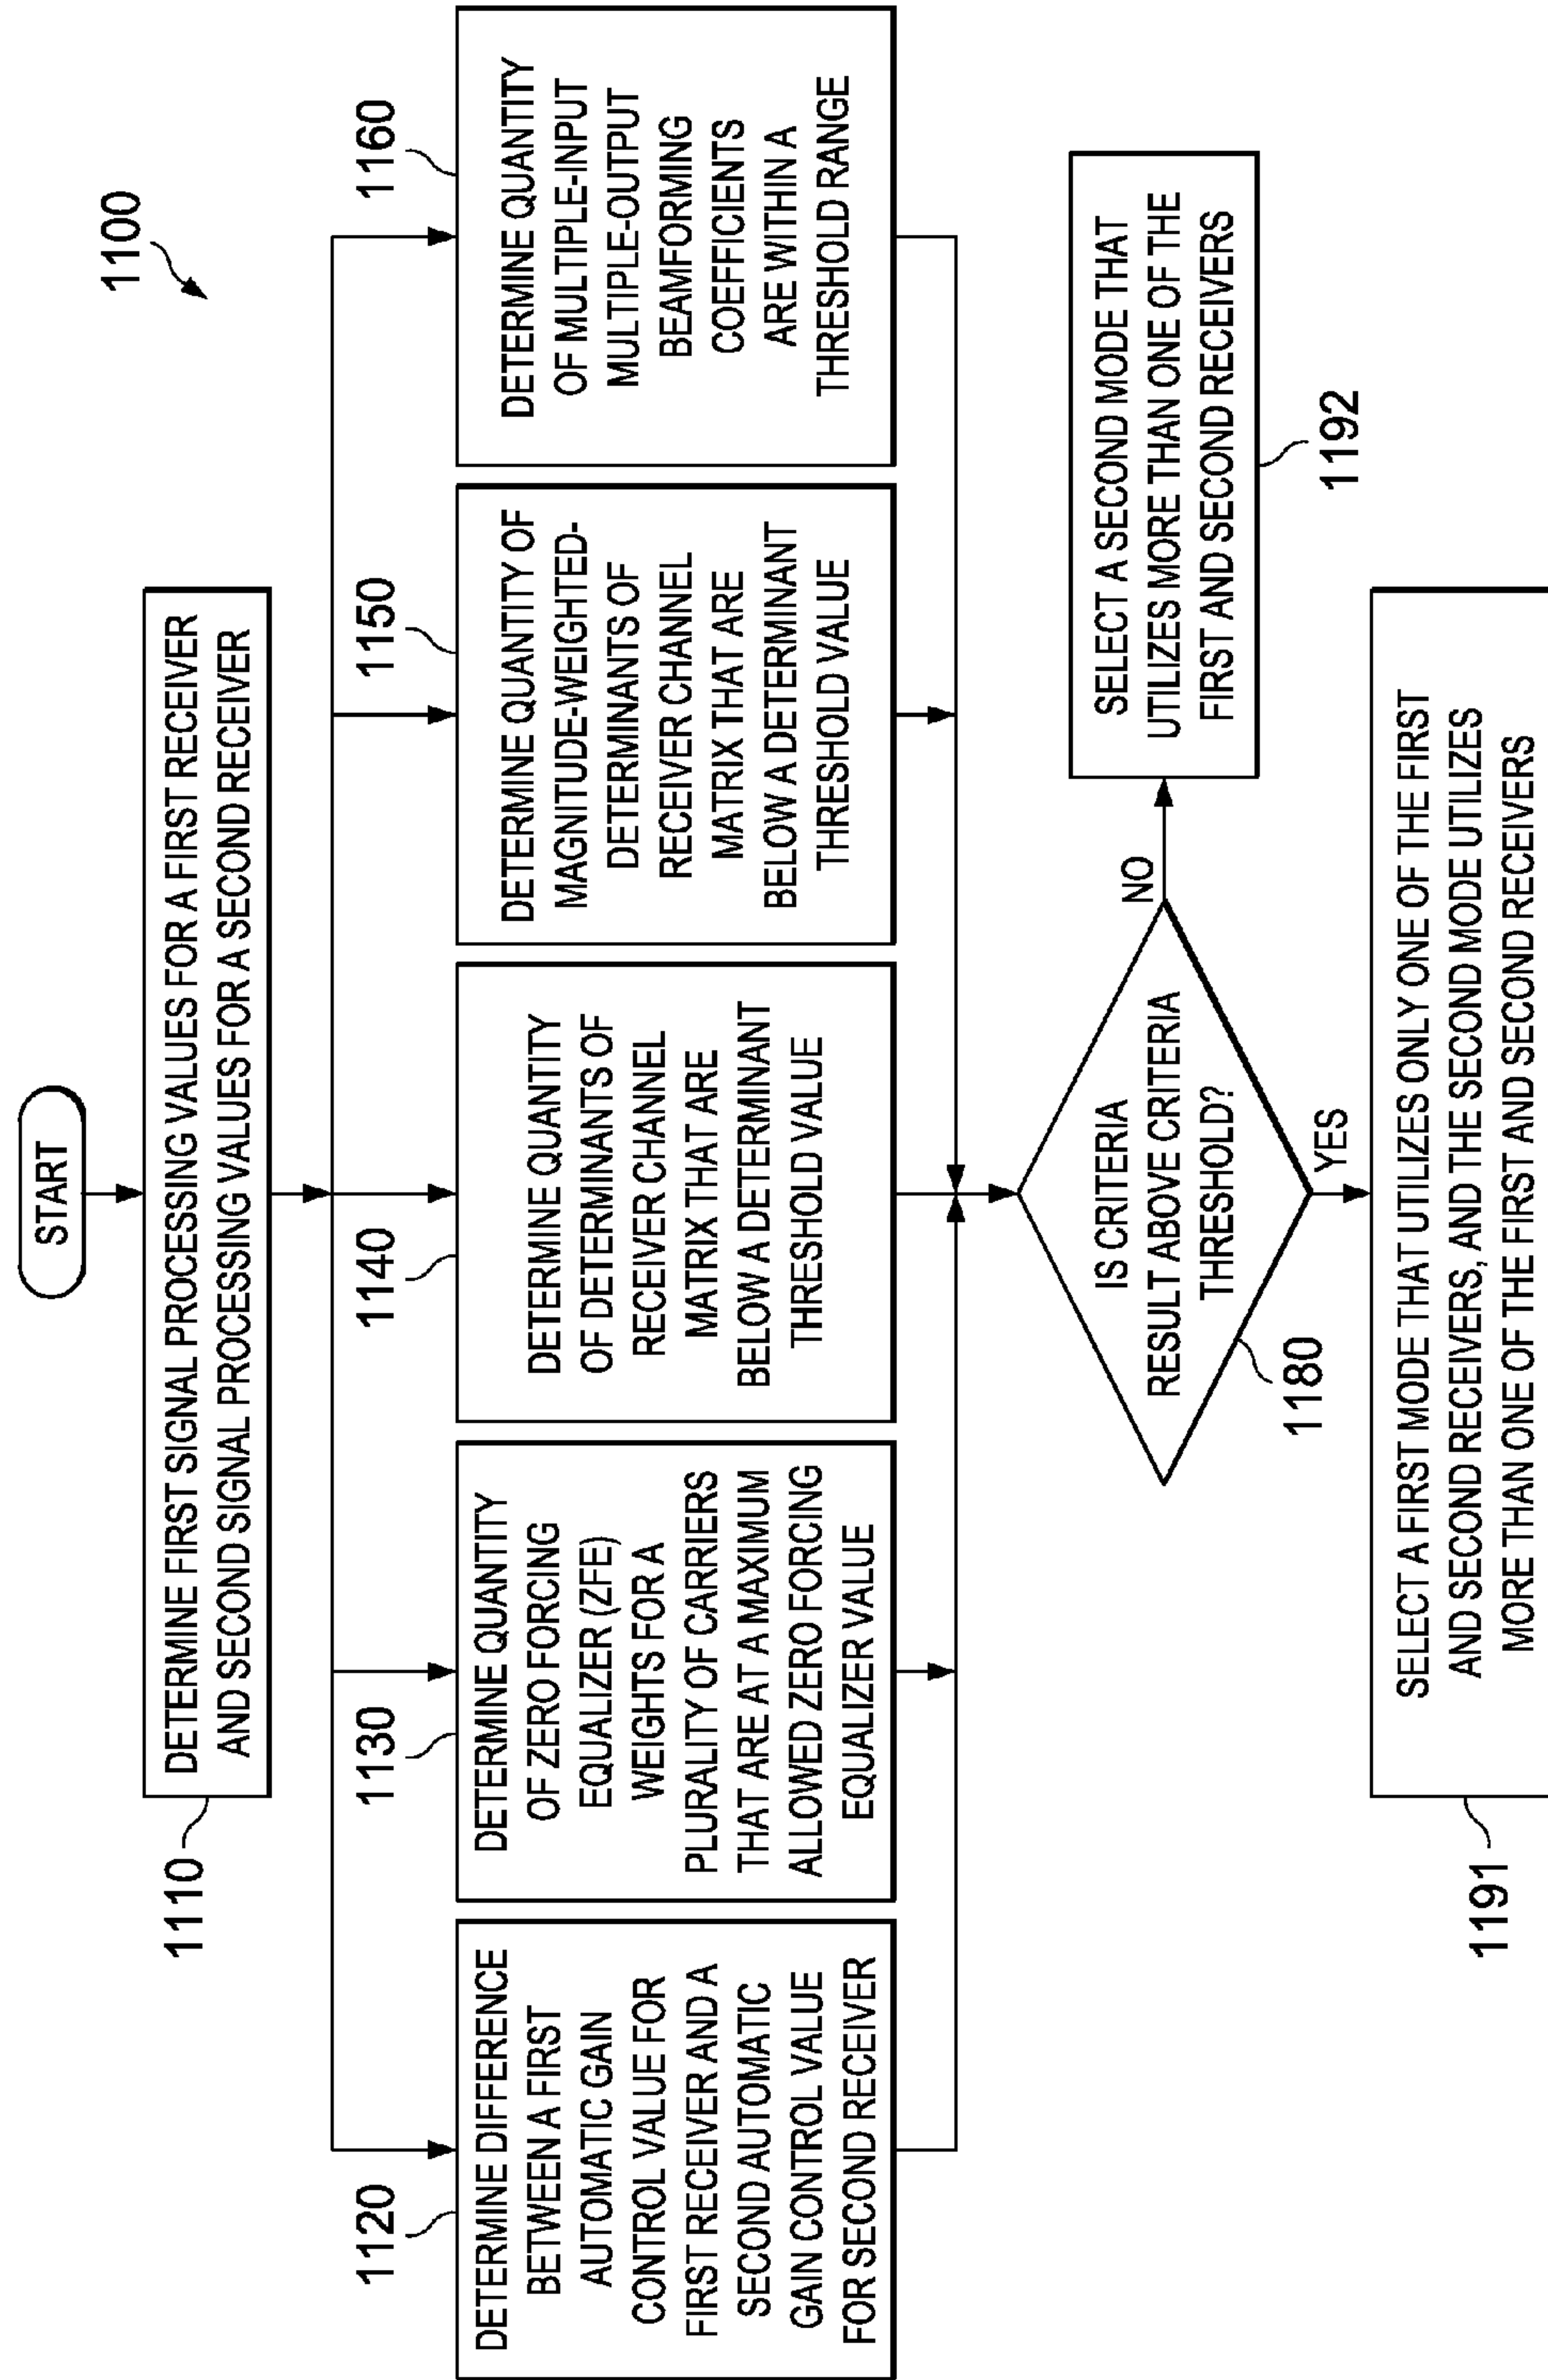 1100
START
DETERMINE FIRST SIGNAL PROCESSING VALUES FOR A FIRST RECEIVER
AND SECOND SIGNAL PROCESSING VALUES FOR A SECOND RECEIVER
1110
1120
DETERMINE DIFFERENCE
BETWEEN A FIRST
AUTOMATIC GAIN
CONTROL VALUE FOR
FIRST RECEIVER AND A
SECOND AUTOMATIC
GAIN CONTROL VALUE
FOR SECOND RECEIVER
1130
DETERMINE QUANTITY
OF ZERO FORCING
EQUALIZER (ZFE)
WEIGHTS FOR A
PLURALITY OF CARRIERS
THAT ARE AT A MAXIMUM
ALLOWED ZERO FORCING
EQUALIZER VALUE
1140
DETERMINE QUANTITY
OF DETERMINANTS OF
RECEIVER CHANNEL
MATRIX THAT ARE
BELOW A DETERMINANT
THRESHOLD VALUE
1150
DETERMINE QUANTITY OF
MAGNITUDE-WEIGHTED-
DETERMINANTS OF
RECEIVER CHANNEL
MATRIX THAT ARE
BELOW A DETERMINANT
THRESHOLD VALUE
1160
DETERMINE QUANTITY
OF MULTIPLE-INPUT
MULTIPLE-OUTPUT
BEAMFORMING
COEFFICIENTS
ARE WITHIN A
THRESHOLD RANGE
IS CRITERIA
RESULT ABOVE CRITERIA
THRESHOLD?
1180
NO
YES
SELECT A SECOND MODE THAT
UTILIZES MORE THAN ONE OF THE
FIRST AND SECOND RECEIVERS
1192
SELECT A FIRST MODE THAT UTILIZES ONLY ONE OF THE FIRST
AND SECOND RECEIVERS, AND THE SECOND MODE UTILIZES
MORE THAN ONE OF THE FIRST AND SECOND RECEIVERS
1191